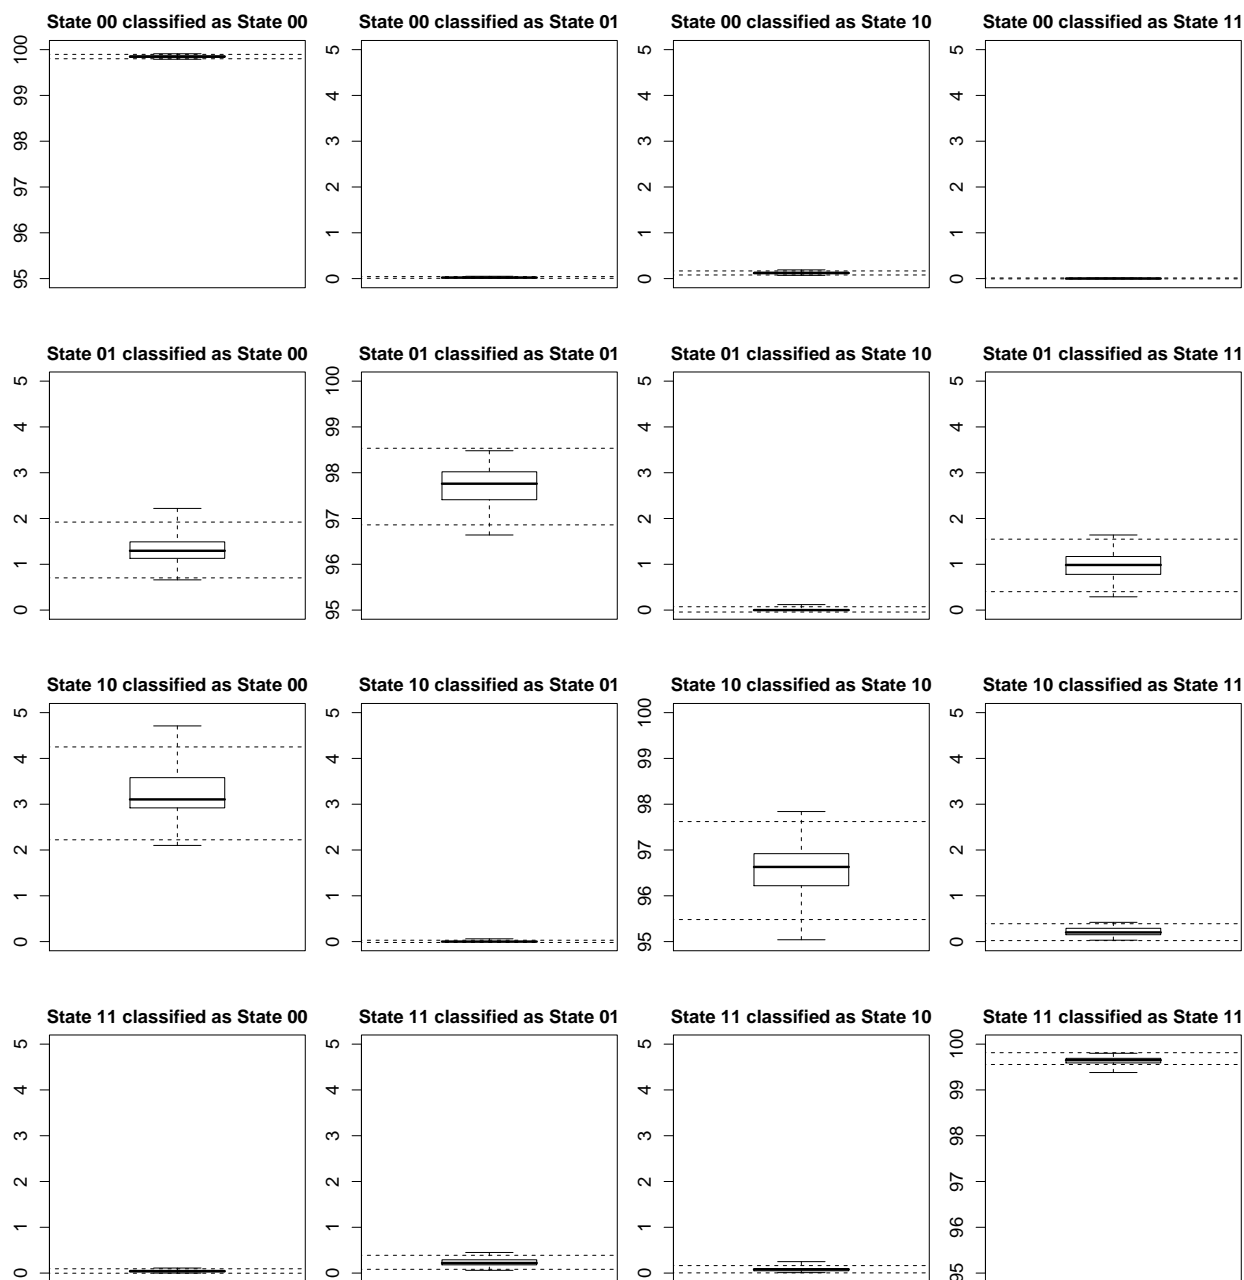 State 00 classified as State 00 State 00 classified as State 01 State 00 classified as State 10 State 00 classified as State 11
100 5 5 5
99 4 4 4
98 3 3 3
97 2 2 2
96 1 1 1
95 0 0 0
State 01 classified as State 00 State 01 classified as State 01 State 01 classified as State 10 State 01 classified as State 11
5 100 5 5
4 99 4 4
3 98 3 3
2 97 2 2
1 96 1 1
0 95 0 0
State 10 classified as State 00 State 10 classified as State 01 State 10 classified as State 10 State 10 classified as State 11
5 5 100 5
4 4 99 4
3 3 98 3
2 2 97 2
1 1 96 1
0 0 95 0
State 11 classified as State 00 State 11 classified as State 01 State 11 classified as State 10 State 11 classified as State 11
5 5 5 100
4 4 4 99
3 3 3 98
2 2 2 97
1 1 1 96
0 0 0 95